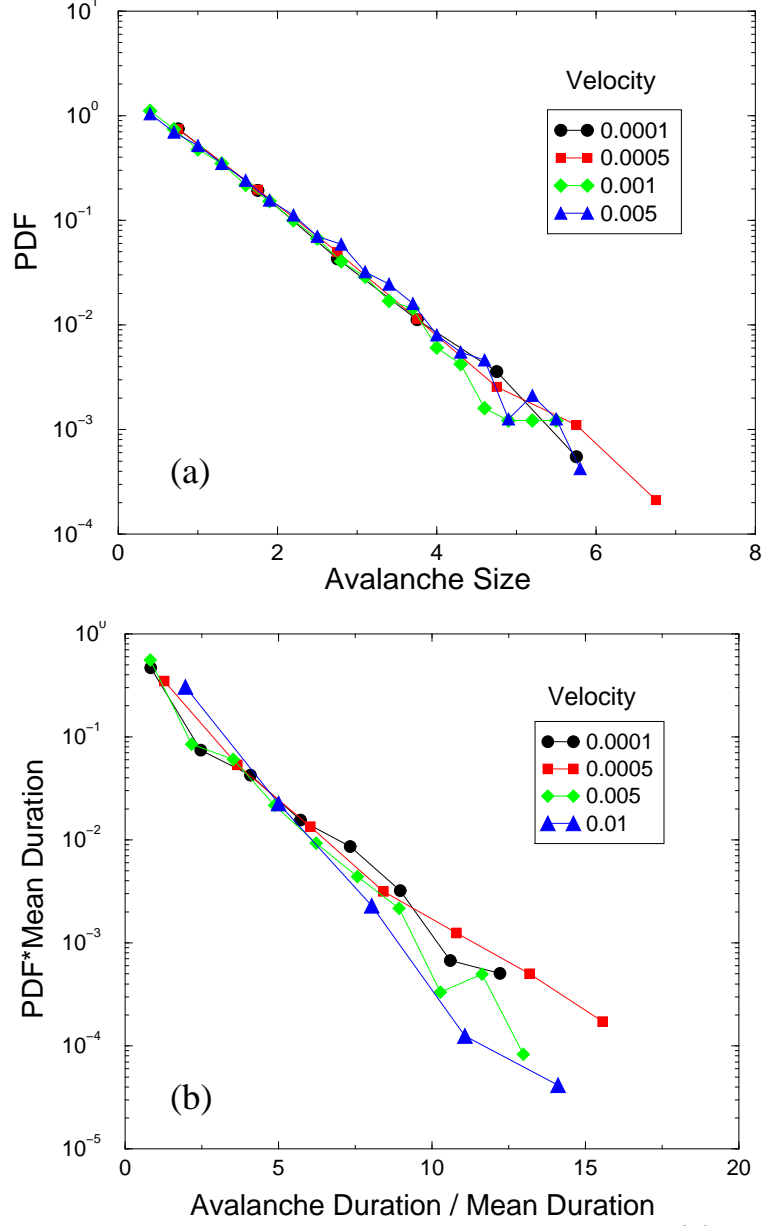 10^1
10^0
10^−1
10^−2
10^−3
10^−4
PDF
Velocity
0.0001
0.0005
0.001
0.005
(a)
0 2 4 6 8
Avalanche Size
10^0
10^−1
10^−2
10^−3
10^−4
10^−5
PDF*Mean Duration
Velocity
0.0001
0.0005
0.005
0.01
(b)
0 5 10 15 20
Avalanche Duration / Mean Duration